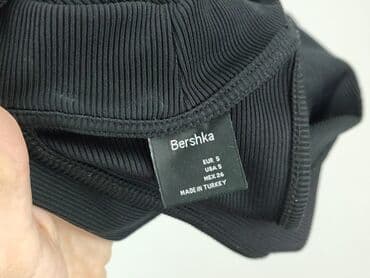 Bershka
EUR S
USA S
MEX 26
MADE IN TURKEY